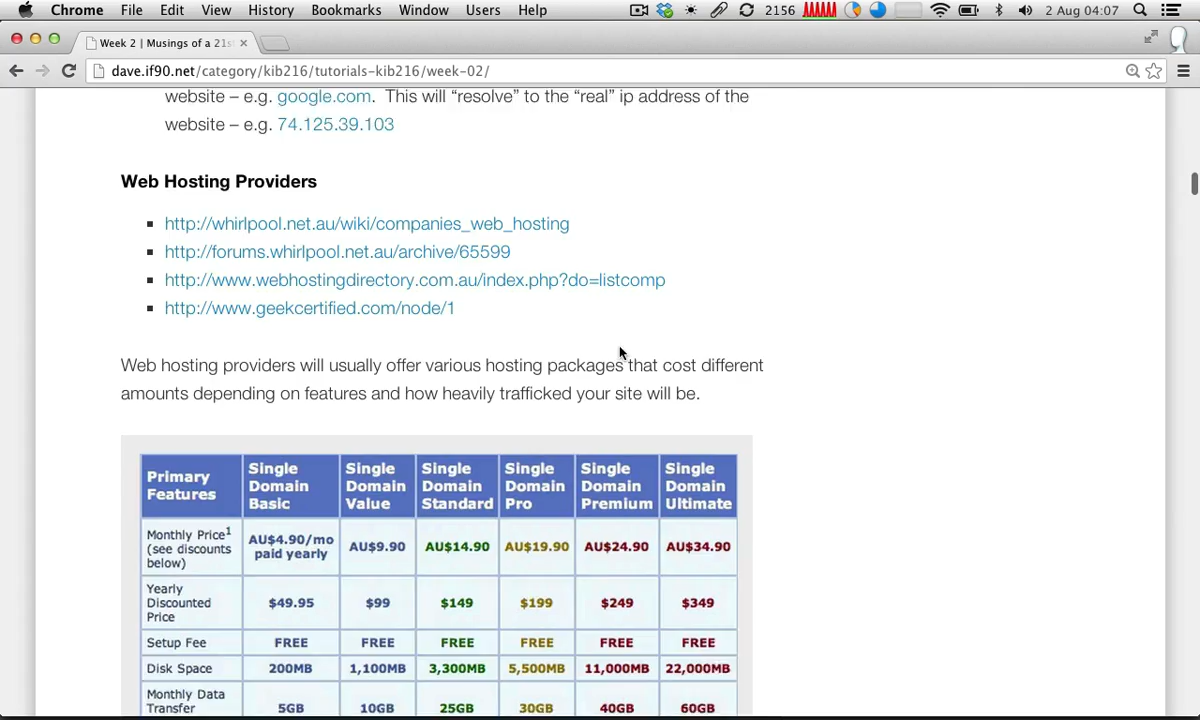 Chrome File Edit View History Bookmarks Window Users Help 2156 2 Aug 04:07
Week 2 | Musings of a 21s
dave.if90.net/category/kib216/tutorials-kib216/week-02/
website – e.g. google.com. This will “resolve” to the “real” ip address of the
website – e.g. 74.125.39.103
Web Hosting Providers
http://whirlpool.net.au/wiki/companies_web_hosting
http://forums.whirlpool.net.au/archive/65599
http://www.webhostingdirectory.com.au/index.php?do=listcomp
http://www.geekcertified.com/node/1
Web hosting providers will usually offer various hosting packages that cost different
amounts depending on features and how heavily trafficked your site will be.
Primary Features Single Domain Basic Single Domain Value Single Domain Standard Single Domain Pro Single Domain Premium Single Domain Ultimate
Monthly Price1 (see discounts below) AU$4.90/mo paid yearly AU$9.90 AU$14.90 AU$19.90 AU$24.90 AU$34.90
Yearly Discounted Price $49.95 $99 $149 $199 $249 $349
Setup Fee FREE FREE FREE FREE FREE FREE
Disk Space 200MB 1,100MB 3,300MB 5,500MB 11,000MB 22,000MB
Monthly Data Transfer 5GB 10GB 25GB 30GB 40GB 60GB